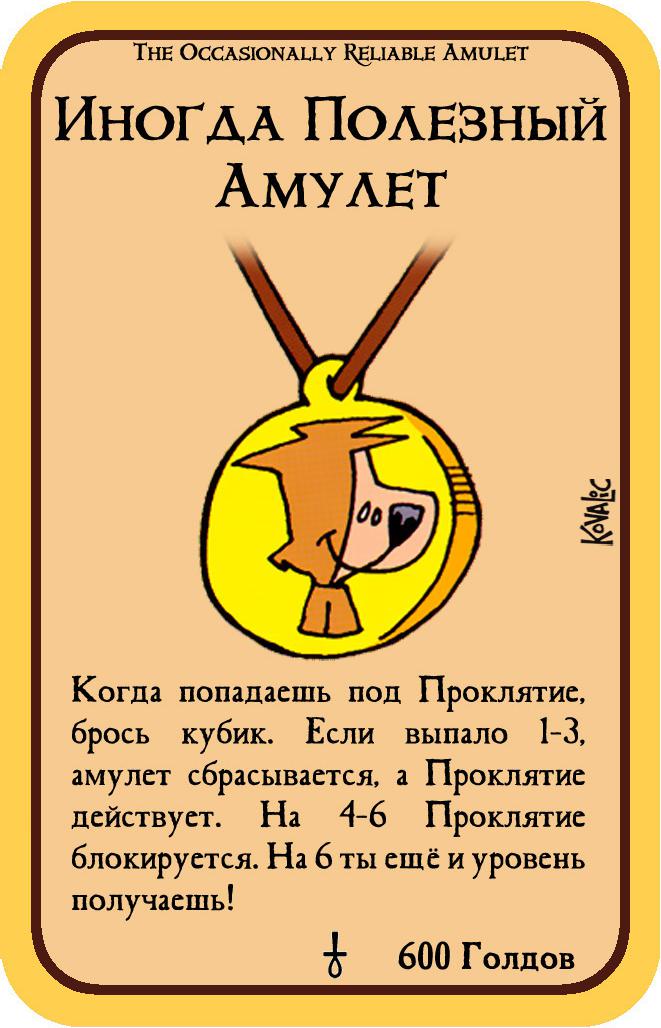 The Occasionally Reliable Amulet
Иногда Полезный
Амулет
Kovalic
Когда попадаешь под Проклятие,
брось кубик. Если выпало 1-3,
амулет сбрасывается, а Проклятие
действует. На 4-6 Проклятие
блокируется. На 6 ты ещё и уровень
получаешь!
600 Голдов